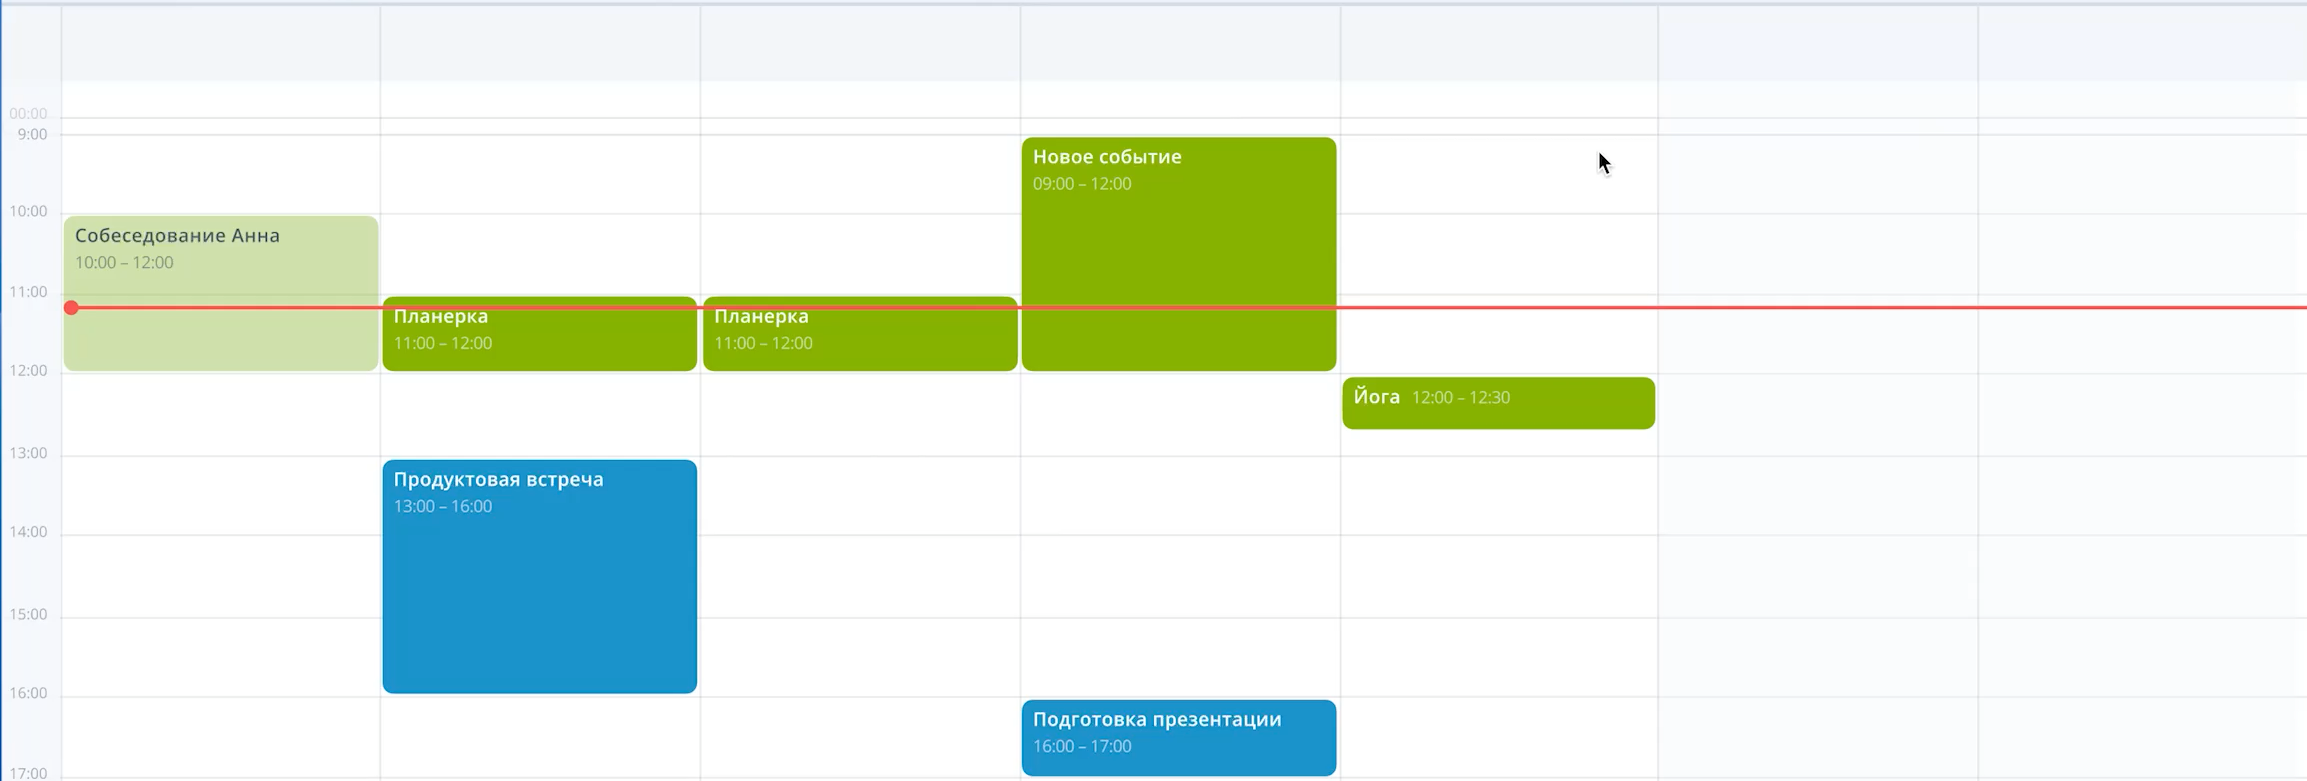 00:00
9:00
10:00
11:00
12:00
13:00
14:00
15:00
16:00
17:00
Собеседование Анна
10:00 – 12:00
Планерка
11:00 – 12:00
Продуктовая встреча
13:00 – 16:00
Планерка
11:00 – 12:00
Новое событие
09:00 – 12:00
Подготовка презентации
16:00 – 17:00
Йога 12:00 – 12:30